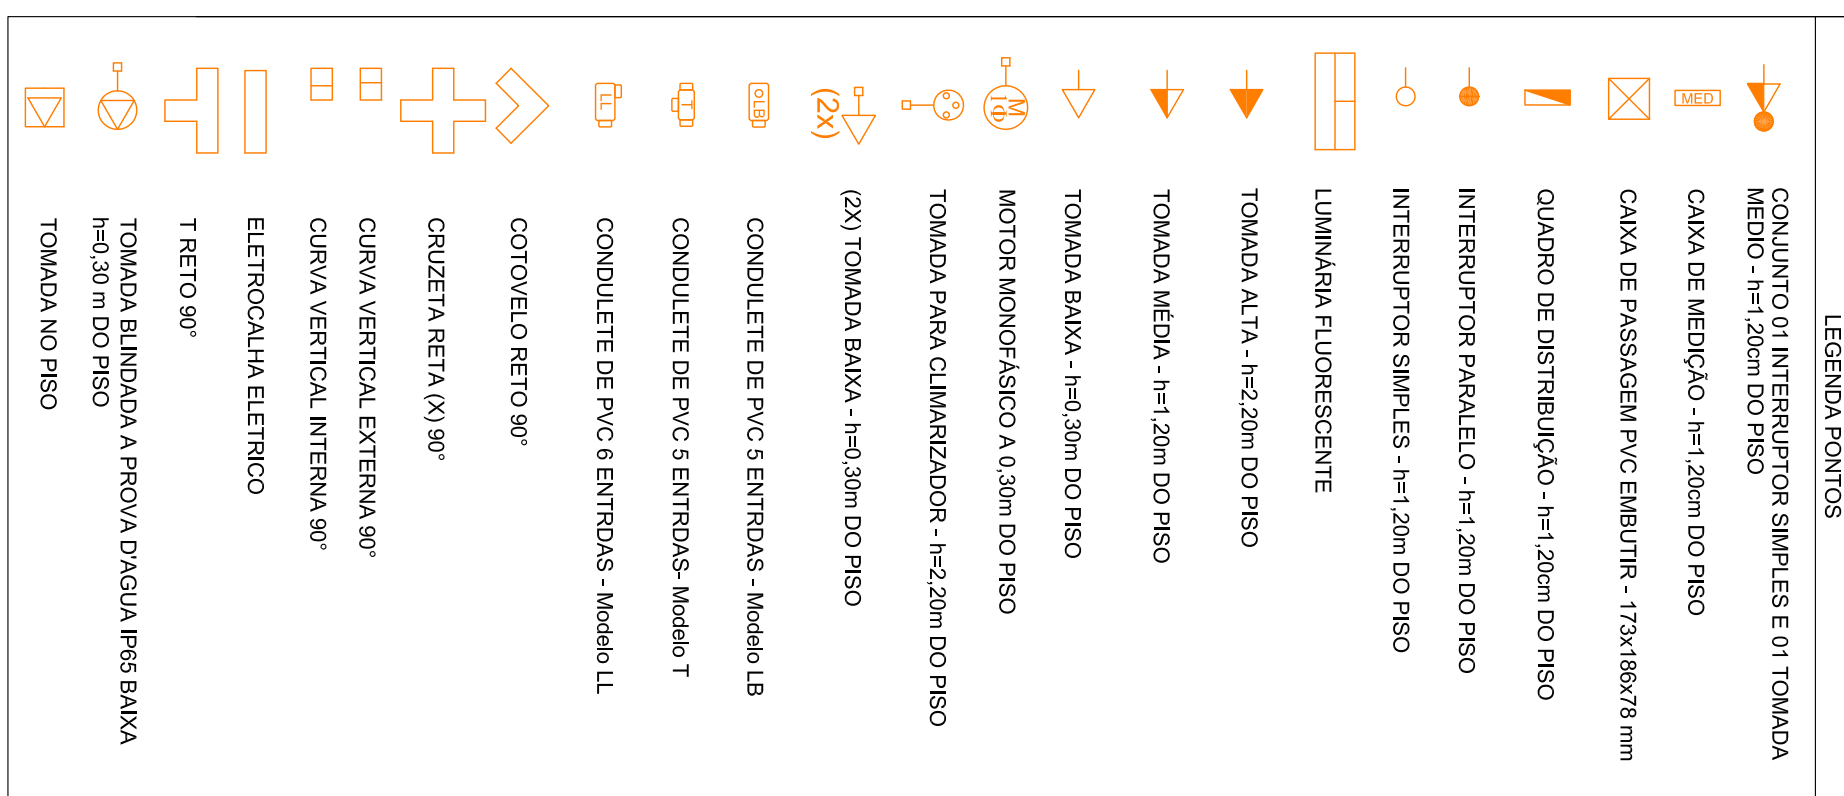 LEGENDA PONTOS
CONJUNTO 01 INTERRUPTOR SIMPLES E 01 TOMADA
MEDIO - h=1,20cm DO PISO
MED
CAIXA DE MEDIÇÃO - h=1,20cm DO PISO
CAIXA DE PASSAGEM PVC EMBUTIR - 173x186x78 mm
QUADRO DE DISTRIBUIÇÃO - h=1,20cm DO PISO
INTERRUPTOR PARALELO - h=1,20m DO PISO
INTERRUPTOR SIMPLES - h=1,20m DO PISO
LUMINÁRIA FLUORESCENTE
TOMADA ALTA - h=2,20m DO PISO
TOMADA MÉDIA - h=1,20m DO PISO
TOMADA BAIXA - h=0,30m DO PISO
M
1Φ
MOTOR MONOFÁSICO A 0,30m DO PISO
TOMADA PARA CLIMARIZADOR - h=2,20m DO PISO
(2x)
(2X) TOMADA BAIXA - h=0,30m DO PISO
LB
CONDULETE DE PVC 5 ENTRDAS - Modelo LB
T
CONDULETE DE PVC 5 ENTRDAS- Modelo T
LL
CONDULETE DE PVC 6 ENTRDAS - Modelo LL
COTOVELO RETO 90°
CRUZETA RETA (X) 90°
CURVA VERTICAL EXTERNA 90°
CURVA VERTICAL INTERNA 90°
ELETROCALHA ELETRICO
T RETO 90°
TOMADA BLINDADA A PROVA D'AGUA IP65 BAIXA
h=0,30 m DO PISO
TOMADA NO PISO